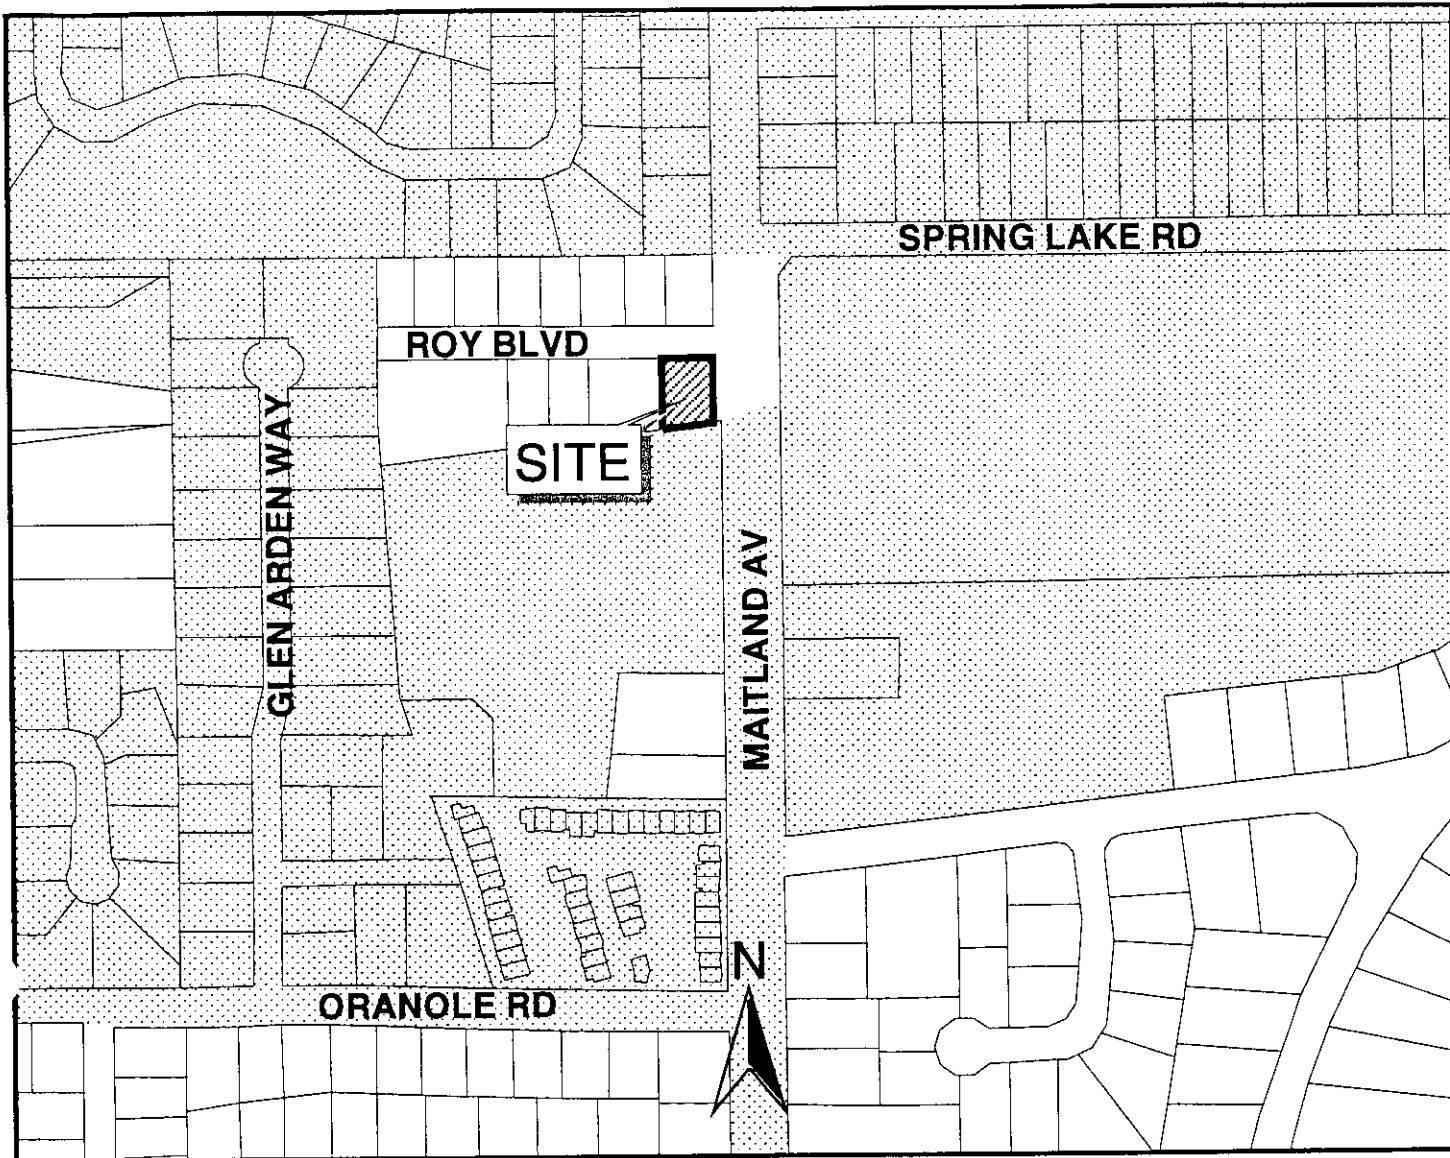 SPRING LAKE RD
ROY BLVD
SITE
GLEN ARDEN WAY
MAITLAND AV
N
ORANOLE RD